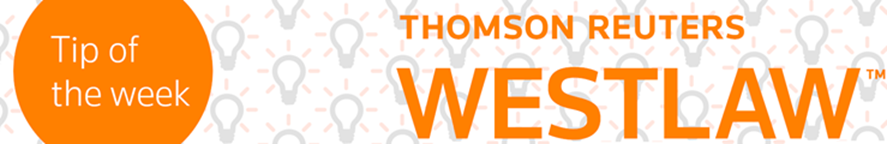 Tip of
the week
THOMSON REUTERS
WESTLAW™